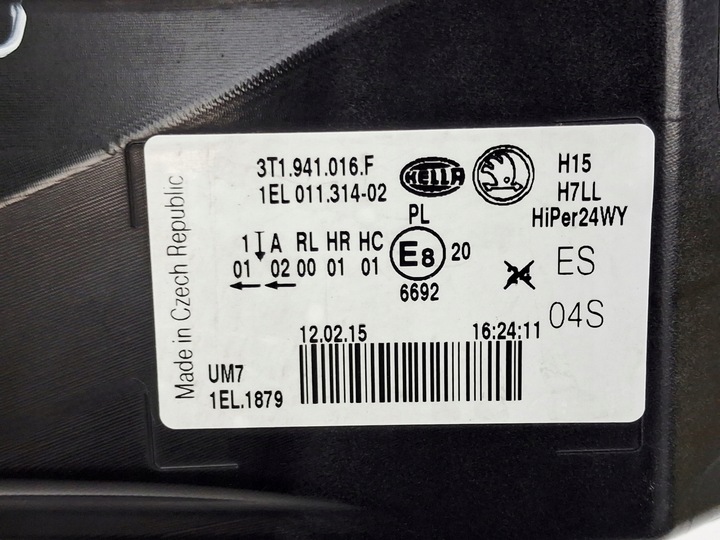 Made in Czech Republic
3T1.941.016.F
1EL 011.314-02
HELLA
H15
H7LL
HiPer24WY
PL
1 A RL HR HC
01 02 00 01 01
E8 20
6692
24
ES
04S
12.02.15 16:24:11
UM7
1EL.1879